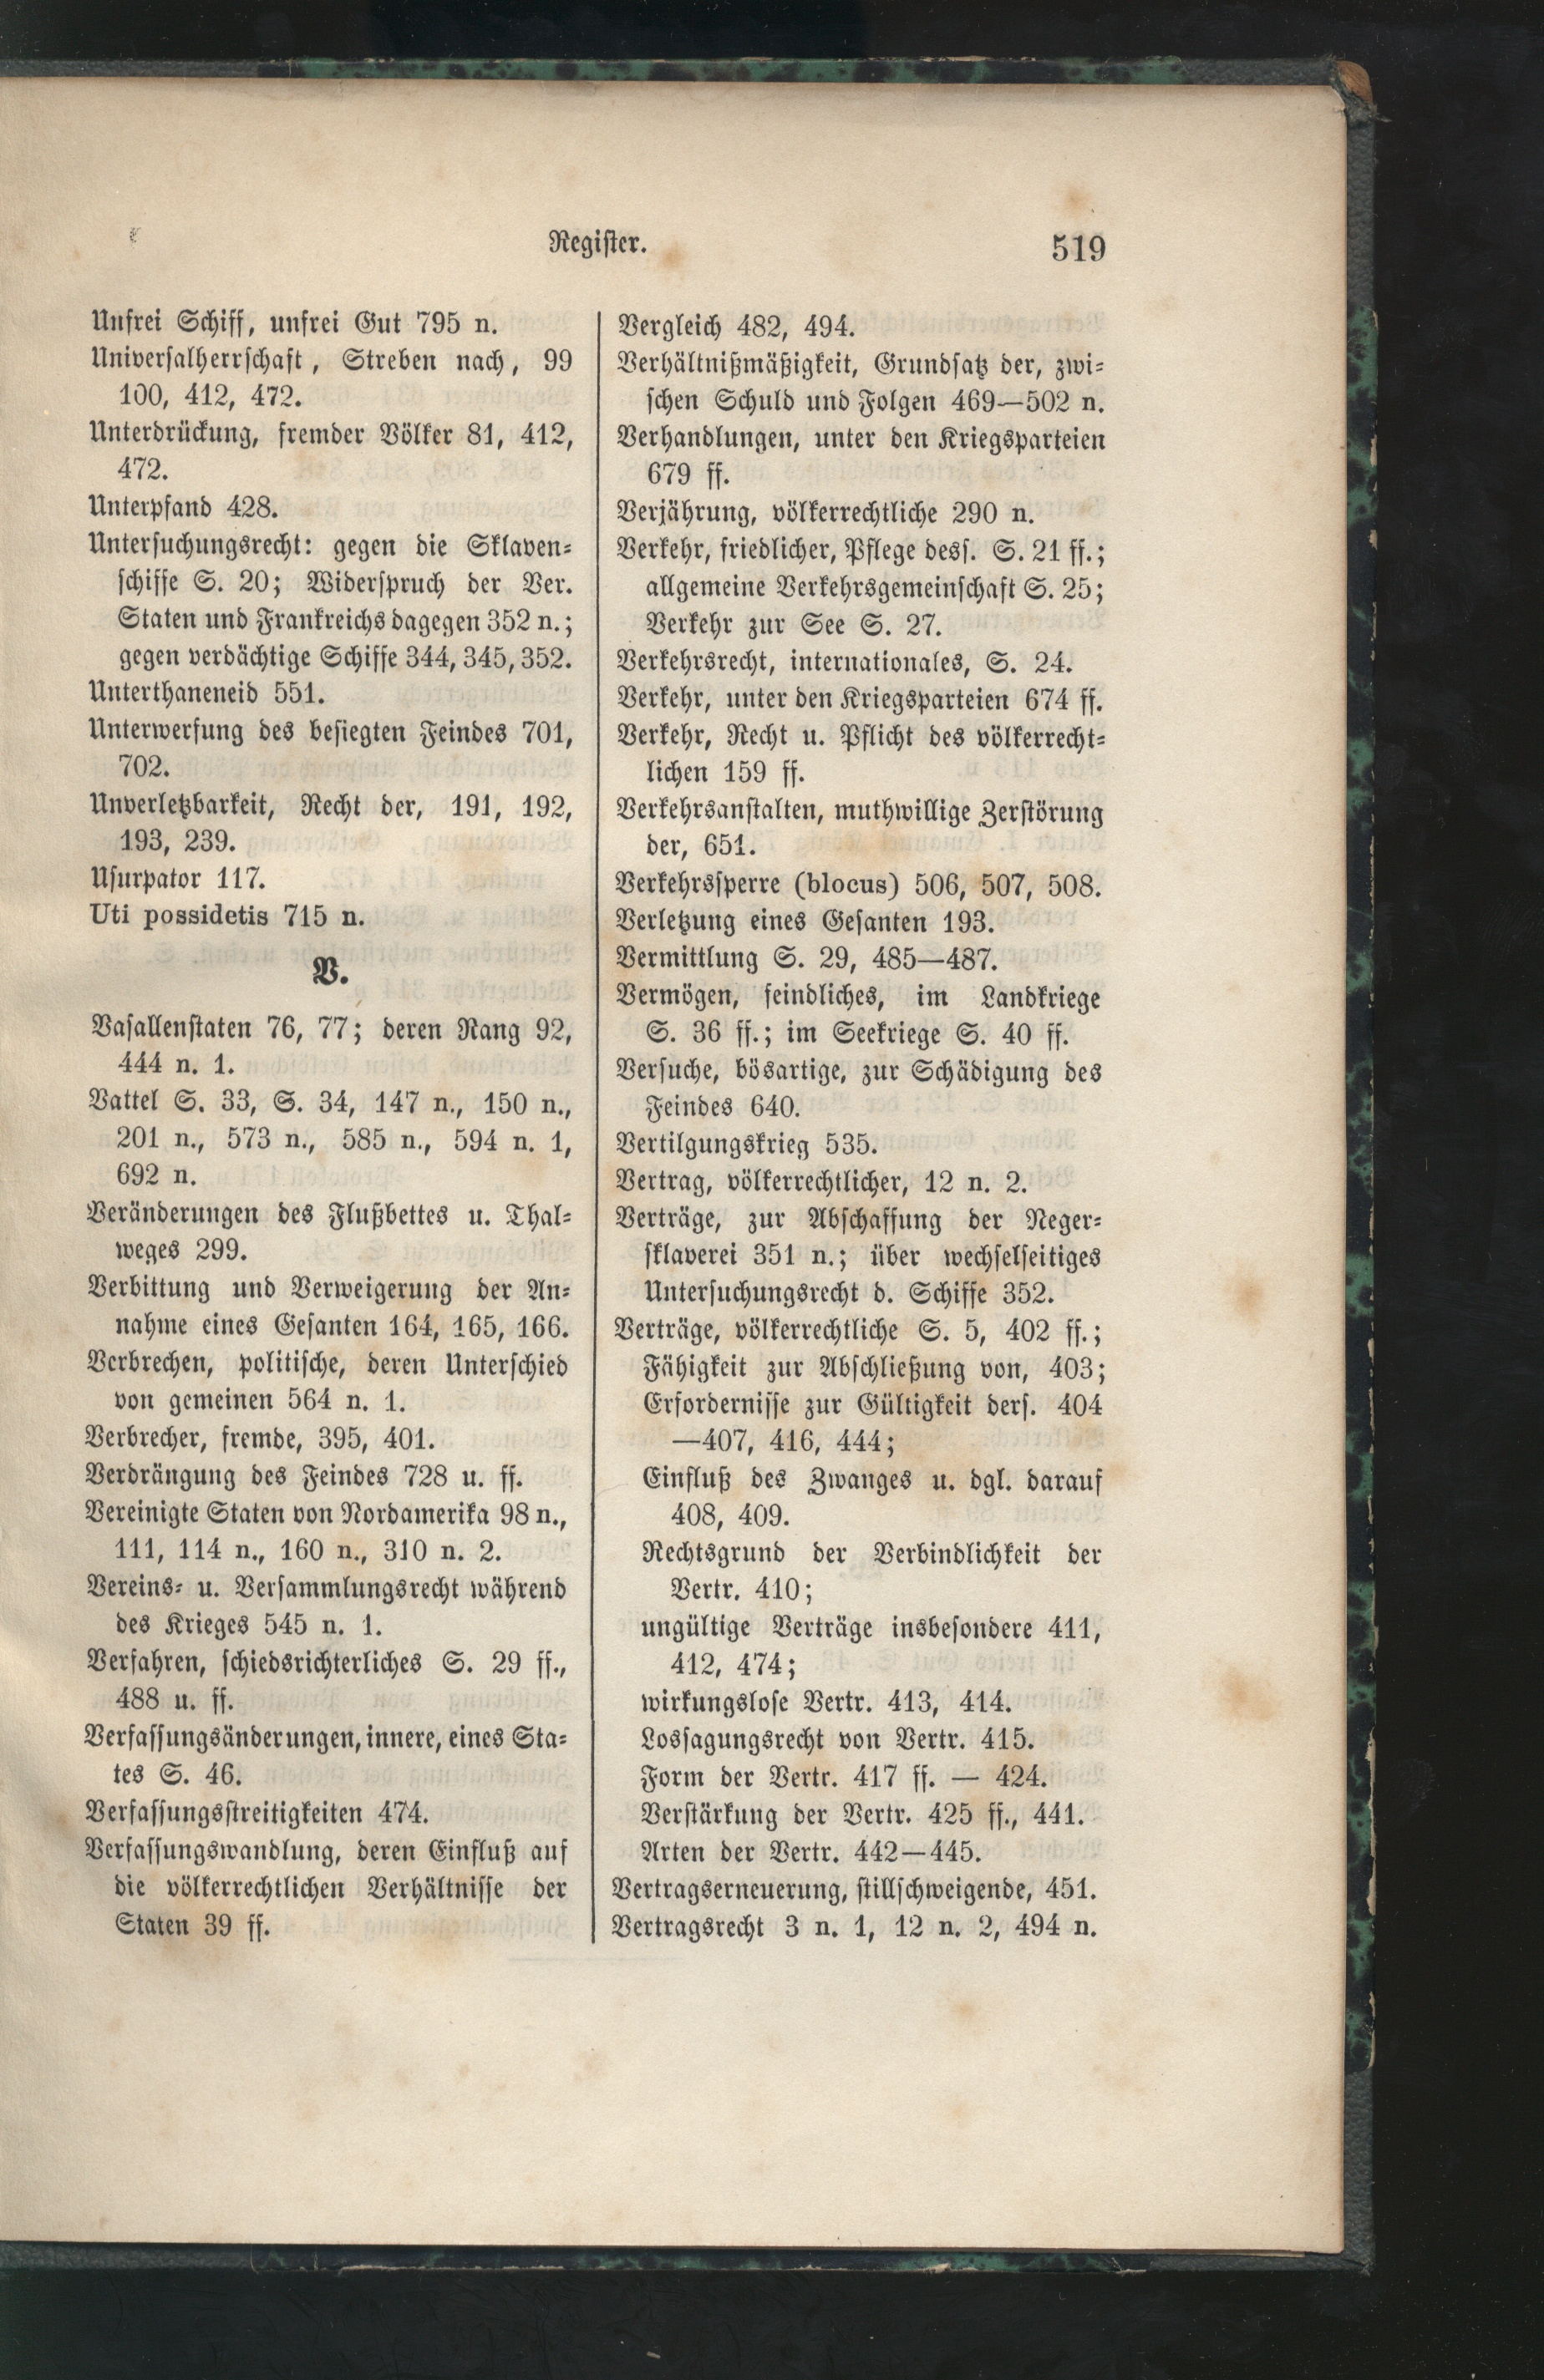 Register.
519
Unfrei Schiff, unfrei Gut 795 n.
Universalherrschaft, Streben nach, 99
100, 412, 472.
Unterdrückung, fremder Völker 81, 412,
472.
Unterpfand 428.
Untersuchungsrecht: gegen die Sklaven-
schiffe S. 20; Widerspruch der Ver.
Staten und Frankreichs dagegen 352 n.;
gegen verdächtige Schiffe 344, 345, 352.
Unterthaneneid 551.
Unterwerfung des besiegten Feindes 701,
702.
Unverletzbarkeit, Recht der, 191, 192,
193, 239.
Usurpator 117.
Uti possidetis 715 n.
V.
Vasallenstaten 76, 77; deren Rang 92,
444 n. 1.
Vattel S. 33, S. 34, 147 n., 150 n.,
201 n., 573 n., 585 n., 594 n. 1,
692 n.
Veränderungen des Flußbettes u. Thal-
weges 299.
Verbittung und Verweigerung der An-
nahme eines Gesanten 164, 165, 166.
Verbrechen, politische, deren Unterschied
von gemeinen 564 n. 1.
Verbrecher, fremde, 395, 401.
Verdrängung des Feindes 728 u. ff.
Vereinigte Staten von Nordamerika 98 n.,
111, 114 n., 160 n., 310 n. 2.
Vereins- u. Versammlungsrecht während
des Krieges 545 n. 1.
Verfahren, schiedsrichterliches S. 29 ff.,
488 u. ff.
Verfassungsänderungen, innere, eines Sta-
tes S. 46.
Verfassungsstreitigkeiten 474.
Verfassungswandlung, deren Einfluß auf
die völkerrechtlichen Verhältnisse der
Staten 39 ff.
Vergleich 482, 494.
Verhältnißmäßigkeit, Grundsatz der, zwi-
schen Schuld und Folgen 469—502 n.
Verhandlungen, unter den Kriegsparteien
679 ff.
Verjährung, völkerrechtliche 290 n.
Verkehr, friedlicher, Pflege dess. S. 21 ff.;
allgemeine Verkehrsgemeinschaft S. 25;
Verkehr zur See S. 27.
Verkehrsrecht, internationales, S. 24.
Verkehr, unter den Kriegsparteien 674 ff.
Verkehr, Recht u. Pflicht des völkerrecht-
lichen 159 ff.
Verkehrsanstalten, muthwillige Zerstörung
der, 651.
Verkehrssperre (blocus) 506, 507, 508.
Verletzung eines Gesanten 193.
Vermittlung S. 29, 485—487.
Vermögen, feindliches, im Landkriege
S. 36 ff.; im Seekriege S. 40 ff.
Versuche, bösartige, zur Schädigung des
Feindes 640.
Vertilgungskrieg 535.
Vertrag, völkerrechtlicher, 12 n. 2.
Verträge, zur Abschaffung der Neger-
sklaverei 351 n.; über wechselseitiges
Untersuchungsrecht d. Schiffe 352.
Verträge, völkerrechtliche S. 5, 402 ff.;
Fähigkeit zur Abschließung von, 403;
Erfordernisse zur Gültigkeit ders. 404
—407, 416, 444;
Einfluß des Zwanges u. dgl. darauf
408, 409.
Rechtsgrund der Verbindlichkeit der
Vertr. 410;
ungültige Verträge insbesondere 411,
412, 474;
wirkungslose Vertr. 413, 414.
Lossagungsrecht von Vertr. 415.
Form der Vertr. 417 ff. — 424.
Verstärkung der Vertr. 425 ff., 441.
Arten der Vertr. 442—445.
Vertragserneuerung, stillschweigende, 451.
Vertragsrecht 3 n. 1, 12 n. 2, 494 n.